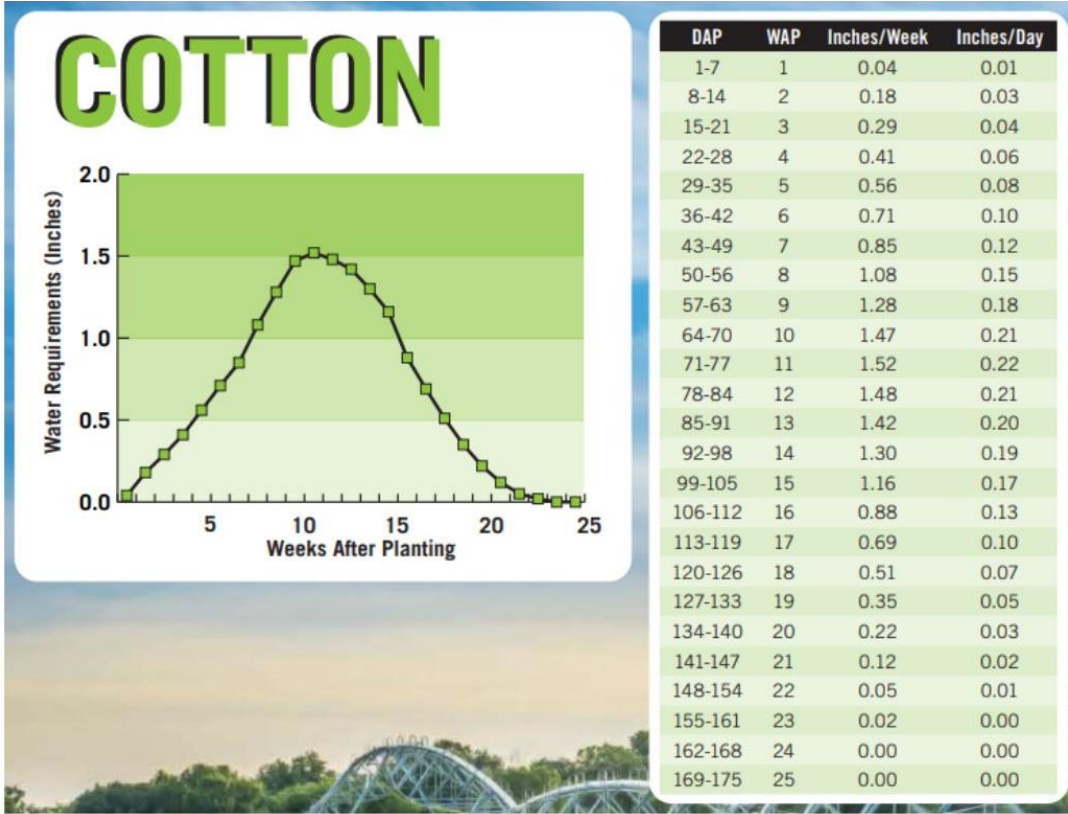 COTTON
2.0
1.5
1.0
0.5
0.0
Water Requirements (Inches)
5 10 15 20 25
Weeks After Planting
DAP WAP Inches/Week Inches/Day
1-7 1 0.04 0.01
8-14 2 0.18 0.03
15-21 3 0.29 0.04
22-28 4 0.41 0.06
29-35 5 0.56 0.08
36-42 6 0.71 0.10
43-49 7 0.85 0.12
50-56 8 1.08 0.15
57-63 9 1.28 0.18
64-70 10 1.47 0.21
71-77 11 1.52 0.22
78-84 12 1.48 0.21
85-91 13 1.42 0.20
92-98 14 1.30 0.19
99-105 15 1.16 0.17
106-112 16 0.88 0.13
113-119 17 0.69 0.10
120-126 18 0.51 0.07
127-133 19 0.35 0.05
134-140 20 0.22 0.03
141-147 21 0.12 0.02
148-154 22 0.05 0.01
155-161 23 0.02 0.00
162-168 24 0.00 0.00
169-175 25 0.00 0.00